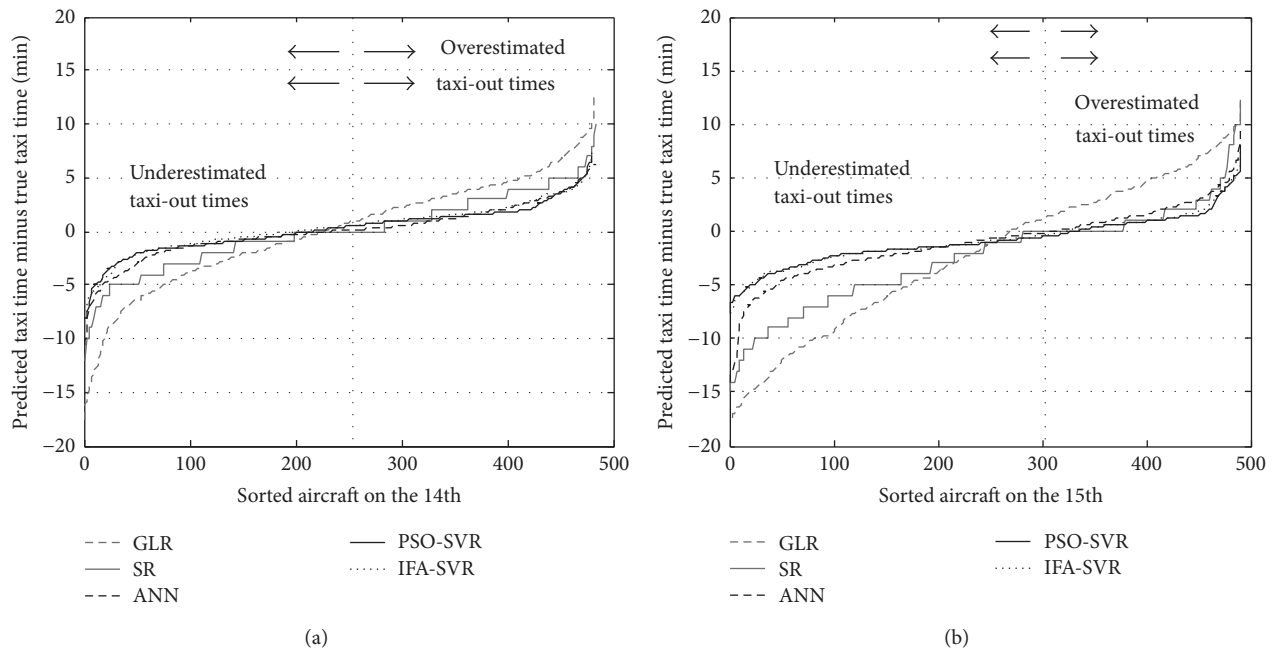 Predicted taxi time minus true taxi time (min)
20
15
10
5
0
−5
−10
−15
−20
Overestimated
taxi-out times
Underestimated
taxi-out times
0
100
200
300
400
500
Sorted aircraft on the 14th
GLR
SR
ANN
PSO-SVR
IFA-SVR
(a)
Predicted taxi time minus true taxi time (min)
20
15
10
5
0
−5
−10
−15
−20
Overestimated
taxi-out times
Underestimated
taxi-out times
0
100
200
300
400
500
Sorted aircraft on the 15th
GLR
SR
ANN
PSO-SVR
IFA-SVR
(b)